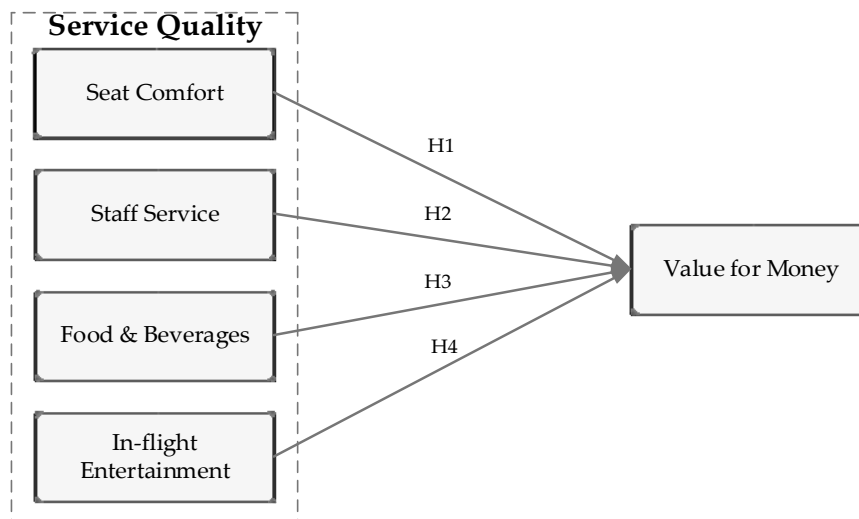 Service Quality
Seat Comfort
H1
Staff Service
H2
Value for Money
H3
Food & Beverages
H4
In-flight
Entertainment